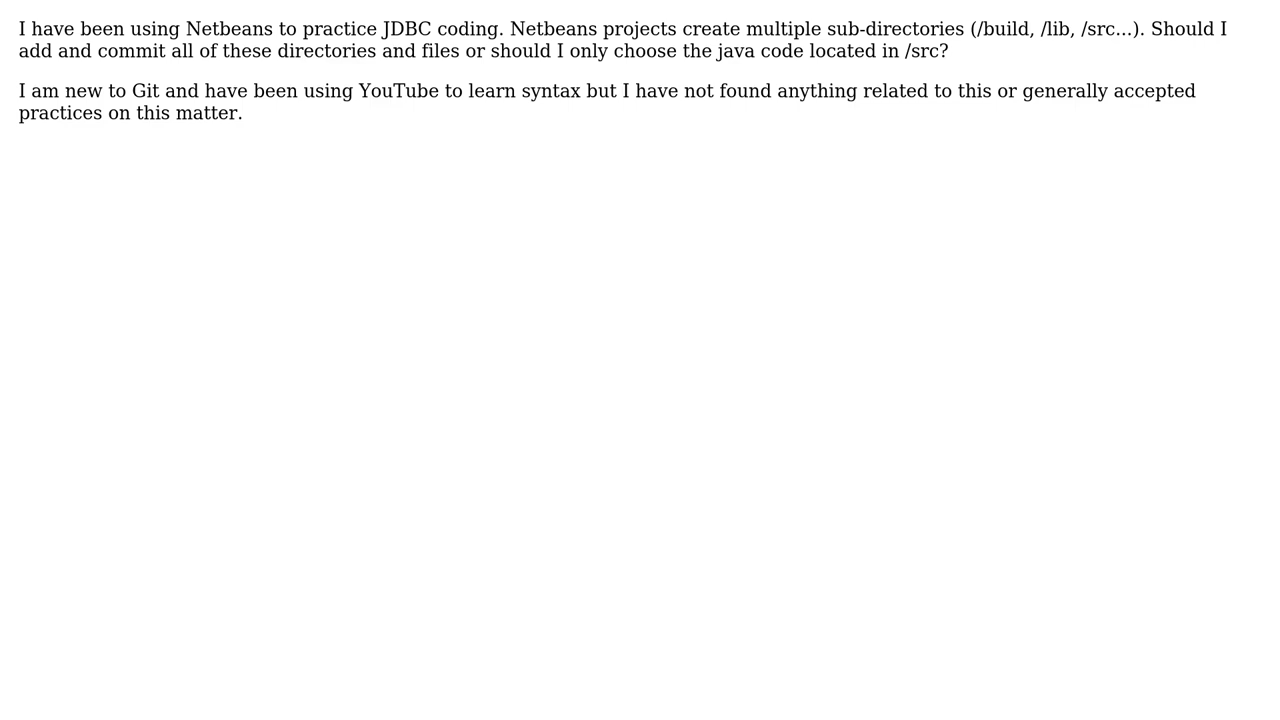 I have been using Netbeans to practice JDBC coding. Netbeans projects create multiple sub-directories (/build, /lib, /src...). Should I
add and commit all of these directories and files or should I only choose the java code located in /src?
I am new to Git and have been using YouTube to learn syntax but I have not found anything related to this or generally accepted
practices on this matter.